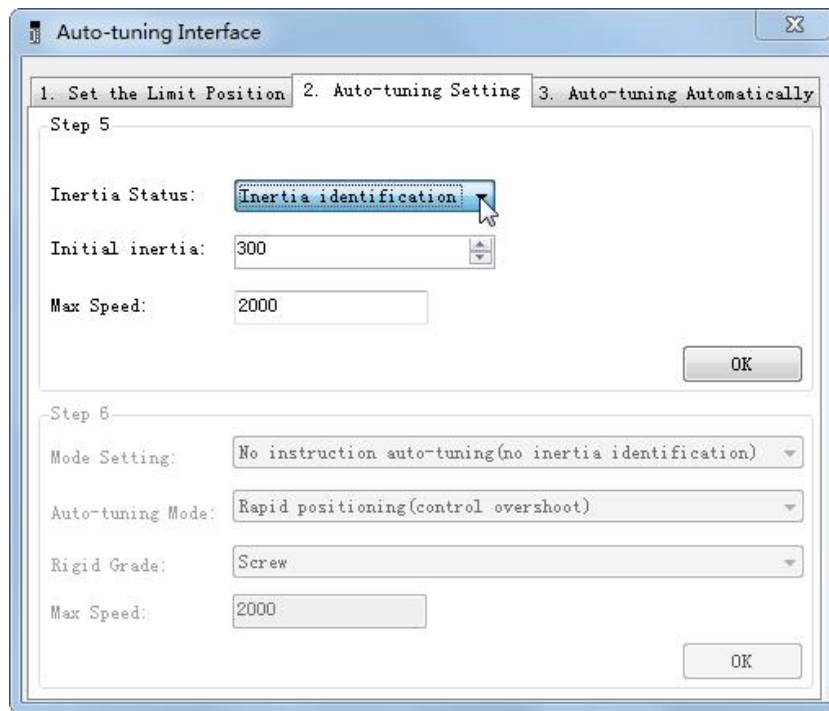 Auto-tuning Interface
1. Set the Limit Position 2. Auto-tuning Setting 3. Auto-tuning Automatically
Step 5
Inertia Status: Inertia identification
Initial inertia: 300
Max Speed: 2000
OK
Step 6
Mode Setting: No instruction auto-tuning(no inertia identification)
Auto-tuning Mode: Rapid positioning(control overshoot)
Rigid Grade: Screw
Max Speed: 2000
OK